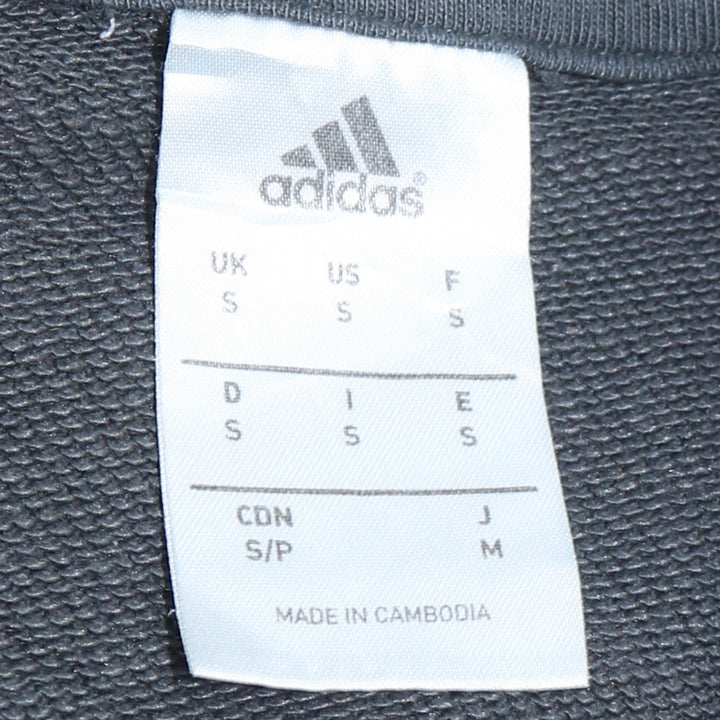 adidas®
UK US F
S S S
D I E
S S S
CDN J
S/P M
MADE IN CAMBODIA